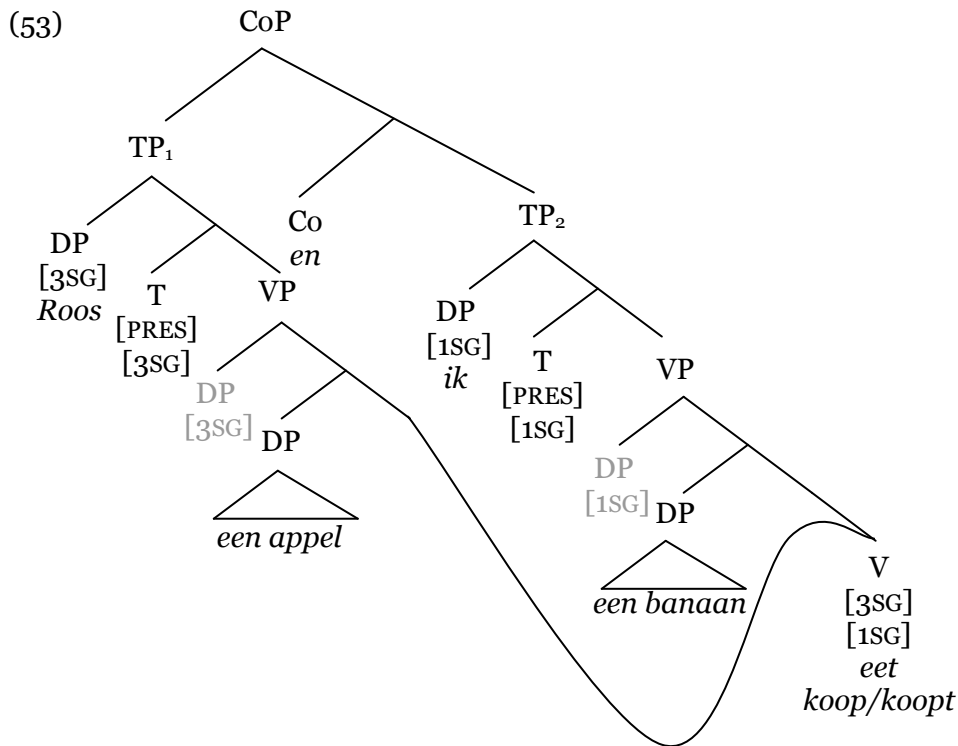 (53)
CoP
TP₁
Co
en
TP₂
DP
[3SG]
Roos
T
[PRES]
[3SG]
VP
DP
[1SG]
ik
T
[PRES]
[1SG]
VP
DP
[3SG]
DP
een appel
DP
[1SG]
DP
een banaan
V
[3SG]
[1SG]
eet
koop/koopt